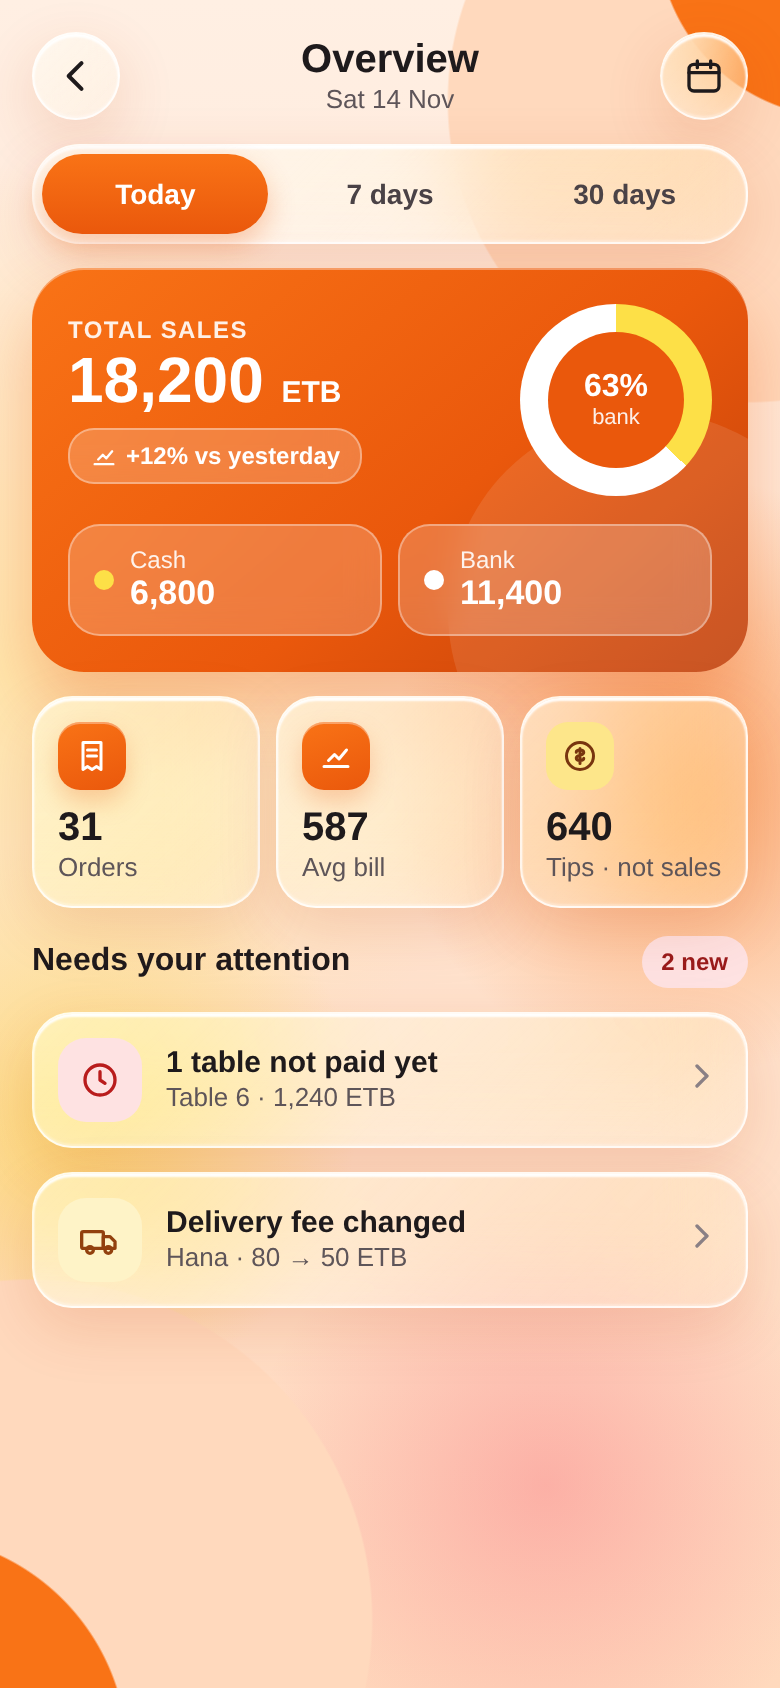 Overview
Sat 14 Nov
Today
7 days
30 days
TOTAL SALES
18,200 ETB
+12% vs yesterday
63%
bank
Cash
6,800
Bank
11,400
31
Orders
587
Avg bill
640
Tips · not sales
Needs your attention
2 new
1 table not paid yet
Table 6 · 1,240 ETB
Delivery fee changed
Hana · 80 → 50 ETB